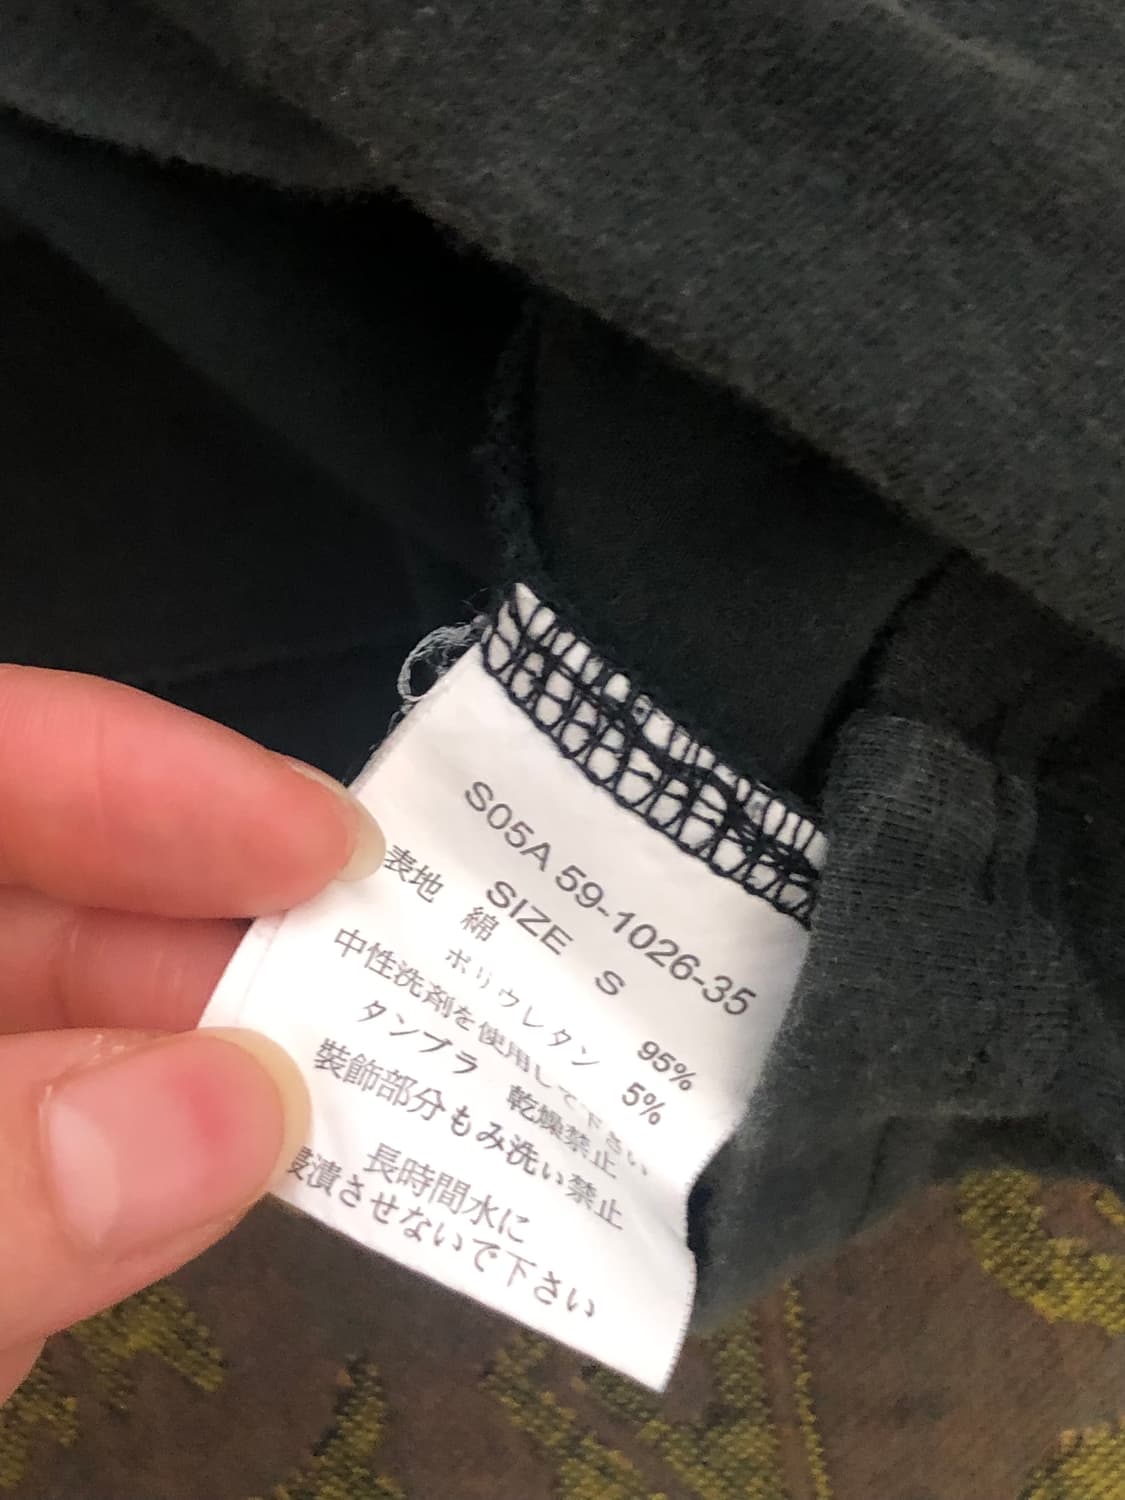 S05A 59-1026-35
SIZE S
表地 綿 95%
ポリウレタン 5%
中性洗剤を使用して下さい
タンブラ 乾燥禁止
装飾部分もみ洗い禁止
長時間水に
浸漬させないで下さい